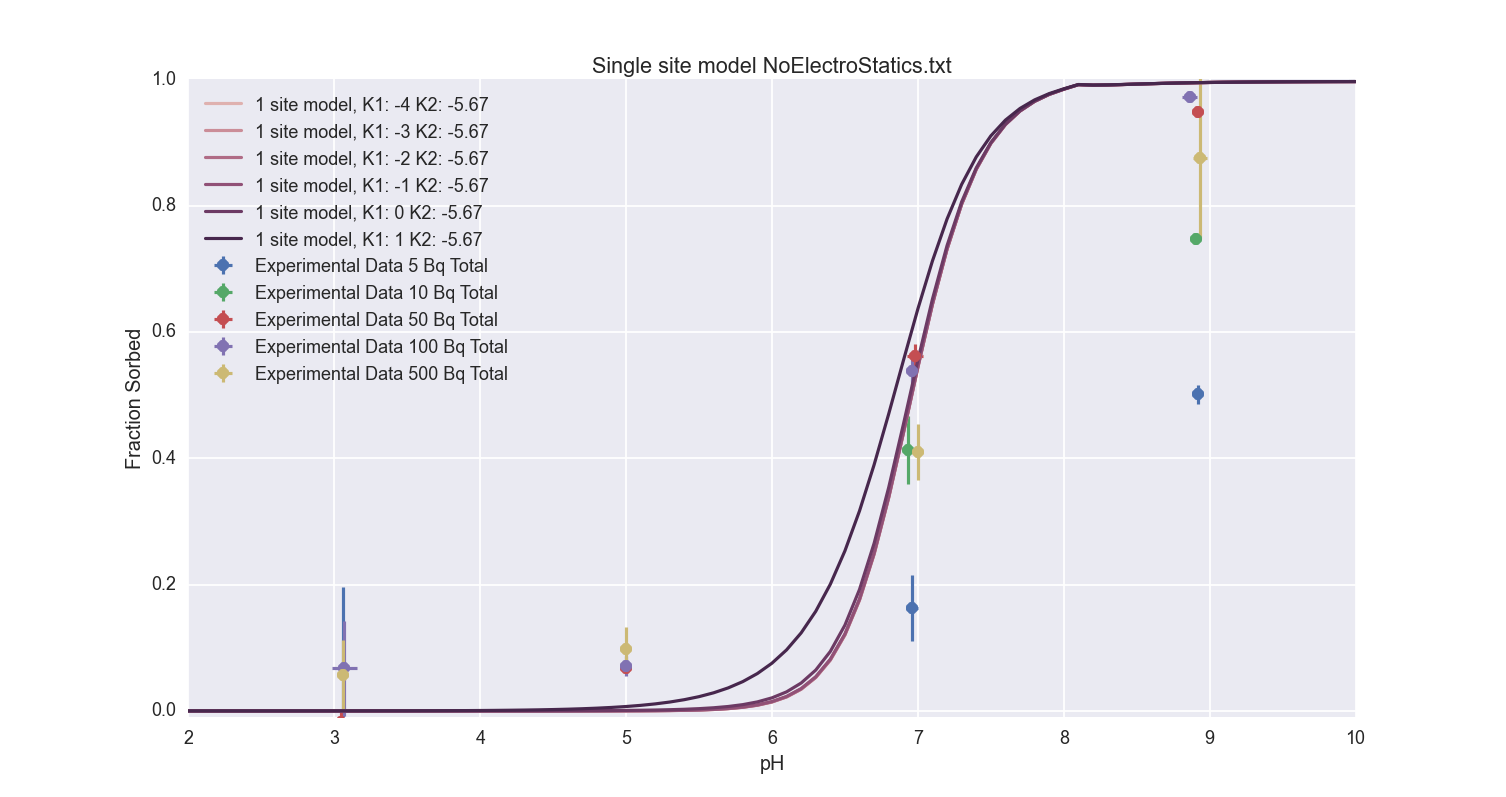 Single site model NoElectroStatics.txt
1.0
0.8
0.6
0.4
0.2
0.0
Fraction Sorbed
1 site model, K1: -4 K2: -5.67
1 site model, K1: -3 K2: -5.67
1 site model, K1: -2 K2: -5.67
1 site model, K1: -1 K2: -5.67
1 site model, K1: 0 K2: -5.67
1 site model, K1: 1 K2: -5.67
Experimental Data 5 Bq Total
Experimental Data 10 Bq Total
Experimental Data 50 Bq Total
Experimental Data 100 Bq Total
Experimental Data 500 Bq Total
2 3 4 5 6 7 8 9 10
pH